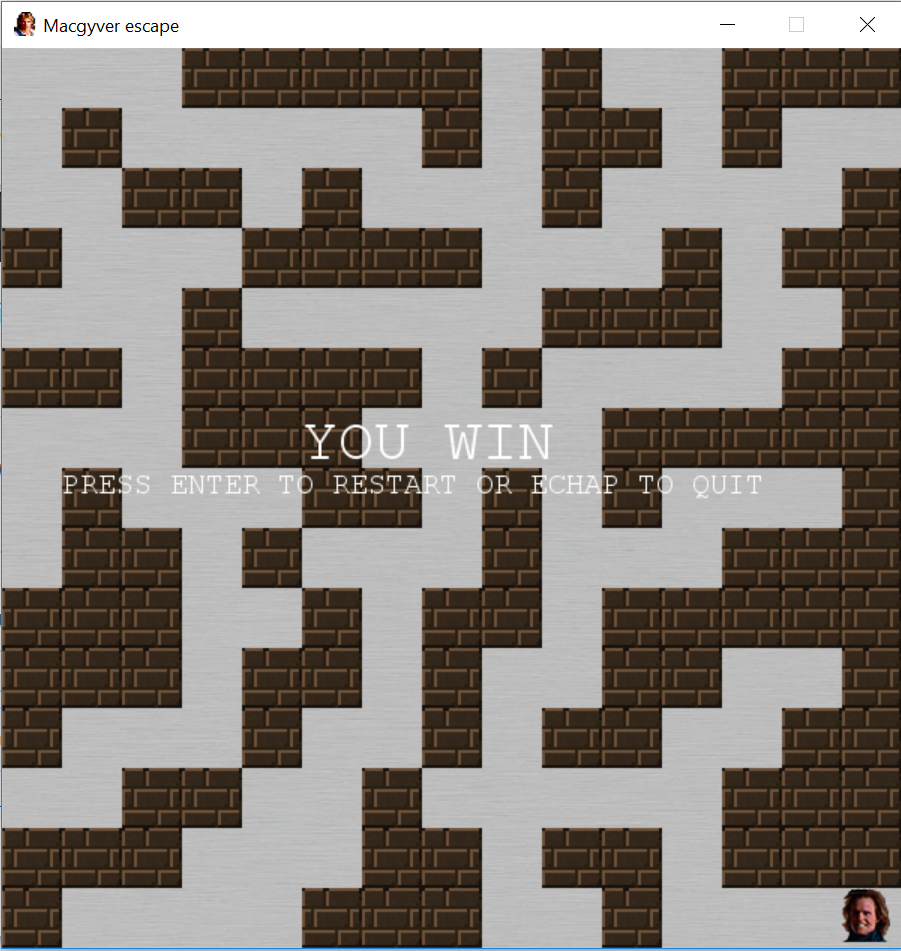 Macgyver escape
YOU WIN
PRESS ENTER TO RESTART OR ECHAP TO QUIT